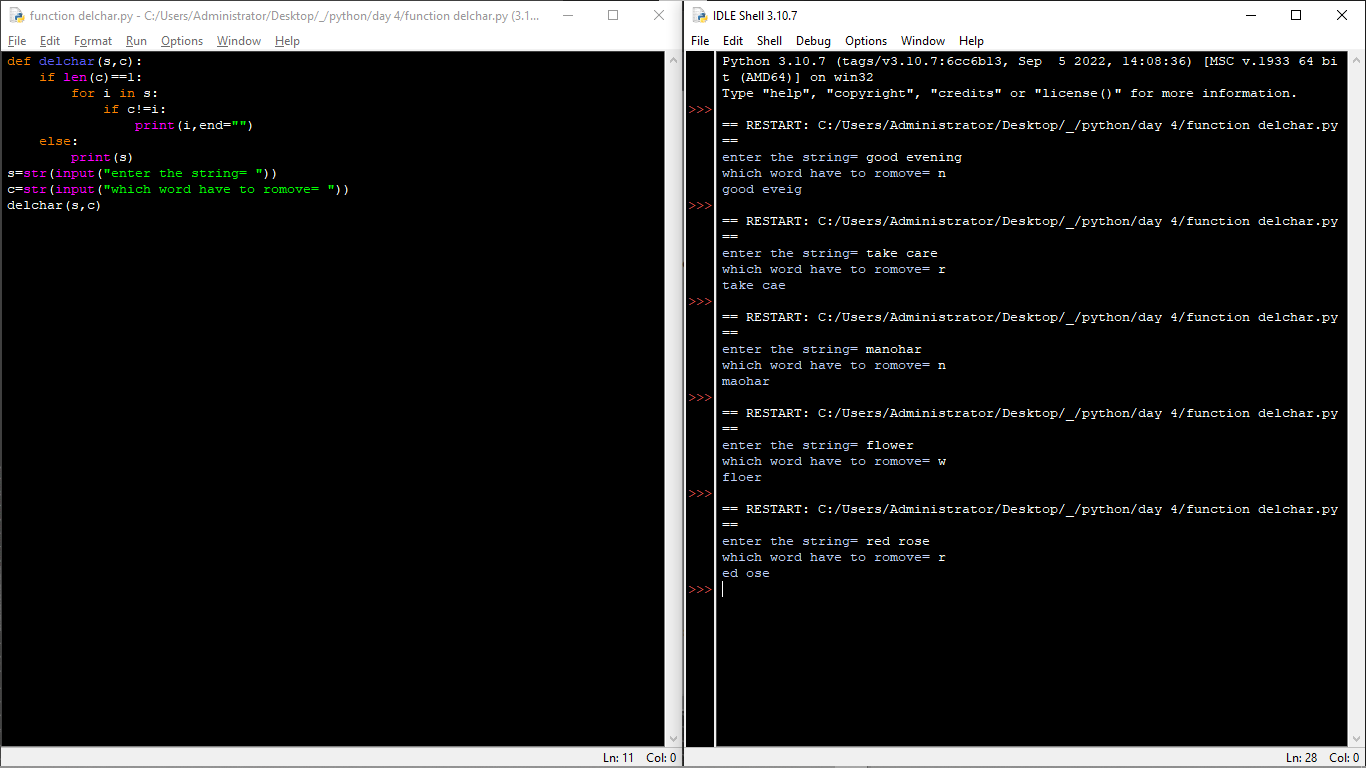 function delchar.py - C:/Users/Administrator/Desktop/_/python/day 4/function delchar.py (3.1...
File Edit Format Run Options Window Help
def delchar(s,c):
    if len(c)==1:
        for i in s:
            if c!=i:
                print(i,end="")
    else:
        print(s)
s=str(input("enter the string= "))
c=str(input("which word have to romove= "))
delchar(s,c)
Ln: 11 Col: 0
IDLE Shell 3.10.7
File Edit Shell Debug Options Window Help
Python 3.10.7 (tags/v3.10.7:6cc6b13, Sep  5 2022, 14:08:36) [MSC v.1933 64 bi
t (AMD64)] on win32
Type "help", "copyright", "credits" or "license()" for more information.
>>>
== RESTART: C:/Users/Administrator/Desktop/_/python/day 4/function delchar.py
==
enter the string= good evening
which word have to romove= n
good eveig
>>>
== RESTART: C:/Users/Administrator/Desktop/_/python/day 4/function delchar.py
==
enter the string= take care
which word have to romove= r
take cae
>>>
== RESTART: C:/Users/Administrator/Desktop/_/python/day 4/function delchar.py
==
enter the string= manohar
which word have to romove= n
maohar
>>>
== RESTART: C:/Users/Administrator/Desktop/_/python/day 4/function delchar.py
==
enter the string= flower
which word have to romove= w
floer
>>>
== RESTART: C:/Users/Administrator/Desktop/_/python/day 4/function delchar.py
==
enter the string= red rose
which word have to romove= r
ed ose
>>>
Ln: 28 Col: 0